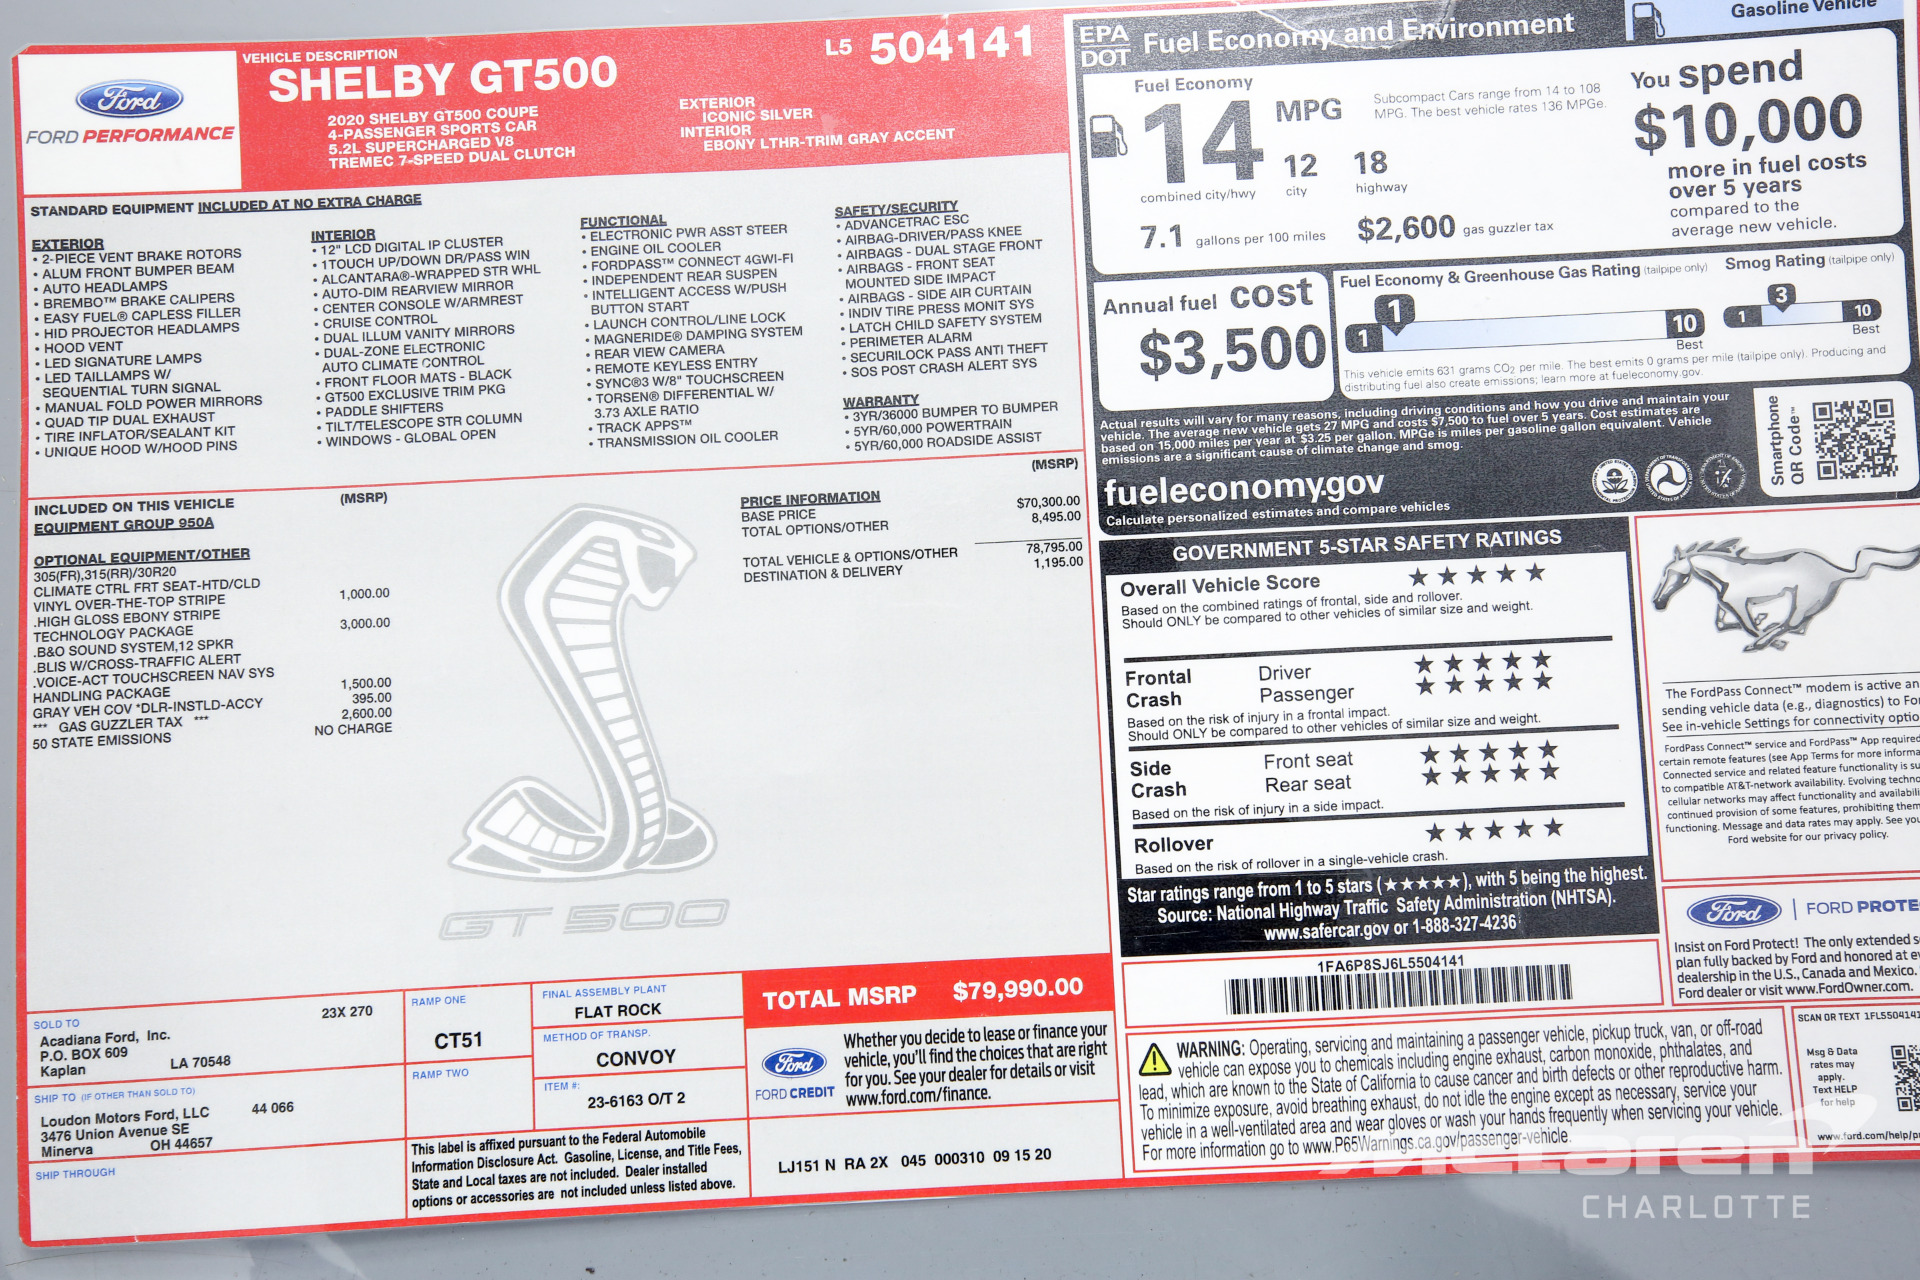 Ford
FORD PERFORMANCE
VEHICLE DESCRIPTION
SHELBY GT500
2020 SHELBY GT500 COUPE
4-PASSENGER SPORTS CAR
5.2L SUPERCHARGED V8
TREMEC 7-SPEED DUAL CLUTCH
L5 504141
EXTERIOR
ICONIC SILVER
INTERIOR
EBONY LTHR-TRIM GRAY ACCENT
STANDARD EQUIPMENT INCLUDED AT NO EXTRA CHARGE
EXTERIOR
• 2-PIECE VENT BRAKE ROTORS
• ALUM FRONT BUMPER BEAM
• AUTO HEADLAMPS
• BREMBO™ BRAKE CALIPERS
• EASY FUEL® CAPLESS FILLER
• HID PROJECTOR HEADLAMPS
• HOOD VENT
• LED SIGNATURE LAMPS
• LED TAILLAMPS W/
SEQUENTIAL TURN SIGNAL
• MANUAL FOLD POWER MIRRORS
• QUAD TIP DUAL EXHAUST
• TIRE INFLATOR/SEALANT KIT
• UNIQUE HOOD W/HOOD PINS
INTERIOR
• 12" LCD DIGITAL IP CLUSTER
• 1TOUCH UP/DOWN DR/PASS WIN
• ALCANTARA®-WRAPPED STR WHL
• AUTO-DIM REARVIEW MIRROR
• CENTER CONSOLE W/ARMREST
• CRUISE CONTROL
• DUAL ILLUM VANITY MIRRORS
• DUAL-ZONE ELECTRONIC
AUTO CLIMATE CONTROL
• FRONT FLOOR MATS - BLACK
• GT500 EXCLUSIVE TRIM PKG
• PADDLE SHIFTERS
• TILT/TELESCOPE STR COLUMN
• WINDOWS - GLOBAL OPEN
FUNCTIONAL
• ELECTRONIC PWR ASST STEER
• ENGINE OIL COOLER
• FORDPASS™ CONNECT 4GWI-FI
• INDEPENDENT REAR SUSPEN
• INTELLIGENT ACCESS W/PUSH
BUTTON START
• LAUNCH CONTROL/LINE LOCK
• MAGNERIDE® DAMPING SYSTEM
• REAR VIEW CAMERA
• REMOTE KEYLESS ENTRY
• SYNC®3 W/8" TOUCHSCREEN
• TORSEN® DIFFERENTIAL W/
3.73 AXLE RATIO
• TRACK APPS™
• TRANSMISSION OIL COOLER
SAFETY/SECURITY
• ADVANCETRAC ESC
• AIRBAG-DRIVER/PASS KNEE
• AIRBAGS - DUAL STAGE FRONT
• AIRBAGS - FRONT SEAT
MOUNTED SIDE IMPACT
• AIRBAGS - SIDE AIR CURTAIN
• INDIV TIRE PRESS MONIT SYS
• LATCH CHILD SAFETY SYSTEM
• PERIMETER ALARM
• SECURILOCK PASS ANTI THEFT
• SOS POST CRASH ALERT SYS
WARRANTY
• 3YR/36000 BUMPER TO BUMPER
• 5YR/60,000 POWERTRAIN
• 5YR/60,000 ROADSIDE ASSIST
INCLUDED ON THIS VEHICLE (MSRP)
EQUIPMENT GROUP 950A
OPTIONAL EQUIPMENT/OTHER
305(FR),315(RR)/30R20
CLIMATE CTRL FRT SEAT-HTD/CLD
VINYL OVER-THE-TOP STRIPE 1,000.00
.HIGH GLOSS EBONY STRIPE
TECHNOLOGY PACKAGE 3,000.00
.B&O SOUND SYSTEM,12 SPKR
.BLIS W/CROSS-TRAFFIC ALERT
.VOICE-ACT TOUCHSCREEN NAV SYS
HANDLING PACKAGE 1,500.00
GRAY VEH COV *DLR-INSTLD-ACCY 395.00
*** GAS GUZZLER TAX *** 2,600.00
50 STATE EMISSIONS NO CHARGE
(MSRP)
PRICE INFORMATION
BASE PRICE $70,300.00
TOTAL OPTIONS/OTHER 8,495.00
TOTAL VEHICLE & OPTIONS/OTHER 78,795.00
DESTINATION & DELIVERY 1,195.00
GT 500
TOTAL MSRP $79,990.00
SOLD TO
23X 270
Acadiana Ford, Inc.
P.O. BOX 609
Kaplan LA 70548
SHIP TO (IF OTHER THAN SOLD TO)
Loudon Motors Ford, LLC 44 066
3476 Union Avenue SE
Minerva OH 44657
SHIP THROUGH
RAMP ONE
CT51
RAMP TWO
FINAL ASSEMBLY PLANT
FLAT ROCK
METHOD OF TRANSP.
CONVOY
ITEM #:
23-6163 O/T 2
This label is affixed pursuant to the Federal Automobile
Information Disclosure Act. Gasoline, License, and Title Fees,
State and Local taxes are not included. Dealer installed
options or accessories are not included unless listed above.
Ford
FORD CREDIT
Whether you decide to lease or finance your
vehicle, you'll find the choices that are right
for you. See your dealer for details or visit
www.ford.com/finance.
LJ151 N RA 2X 045 000310 09 15 20
EPA
DOT
Fuel Economy and Environment
Gasoline Vehicle
Fuel Economy
14 MPG
combined city/hwy
12
city
18
highway
Subcompact Cars range from 14 to 108
MPG. The best vehicle rates 136 MPGe.
7.1 gallons per 100 miles
$2,600 gas guzzler tax
You spend
$10,000
more in fuel costs
over 5 years
compared to the
average new vehicle.
Annual fuel cost
$3,500
Fuel Economy & Greenhouse Gas Rating (tailpipe only)
1
1
10
Best
Smog Rating (tailpipe only)
3
1
10
Best
This vehicle emits 631 grams CO2 per mile. The best emits 0 grams per mile (tailpipe only). Producing and
distributing fuel also create emissions; learn more at fueleconomy.gov.
Actual results will vary for many reasons, including driving conditions and how you drive and maintain your
vehicle. The average new vehicle gets 27 MPG and costs $7,500 to fuel over 5 years. Cost estimates are
based on 15,000 miles per year at $3.25 per gallon. MPGe is miles per gasoline gallon equivalent. Vehicle
emissions are a significant cause of climate change and smog.
fueleconomy.gov
Calculate personalized estimates and compare vehicles
Smartphone
QR Code™
GOVERNMENT 5-STAR SAFETY RATINGS
Overall Vehicle Score ★★★★★
Based on the combined ratings of frontal, side and rollover.
Should ONLY be compared to other vehicles of similar size and weight.
Frontal Driver ★★★★★
Crash Passenger ★★★★★
Based on the risk of injury in a frontal impact.
Should ONLY be compared to other vehicles of similar size and weight.
Side Front seat ★★★★★
Crash Rear seat ★★★★★
Based on the risk of injury in a side impact.
Rollover ★★★★★
Based on the risk of rollover in a single-vehicle crash.
Star ratings range from 1 to 5 stars (★★★★★), with 5 being the highest.
Source: National Highway Traffic Safety Administration (NHTSA).
www.safercar.gov or 1-888-327-4236
1FA6P8SJ6L5504141
WARNING: Operating, servicing and maintaining a passenger vehicle, pickup truck, van, or off-road
vehicle can expose you to chemicals including engine exhaust, carbon monoxide, phthalates, and
lead, which are known to the State of California to cause cancer and birth defects or other reproductive harm.
To minimize exposure, avoid breathing exhaust, do not idle the engine except as necessary, service your
vehicle in a well-ventilated area and wear gloves or wash your hands frequently when servicing your vehicle.
For more information go to www.P65Warnings.ca.gov/passenger-vehicle.
The FordPass Connect™ modem is active an
sending vehicle data (e.g., diagnostics) to Fo
See in-vehicle Settings for connectivity optio
FordPass Connect™ service and FordPass™ App required
certain remote features (see App Terms for more informa
Connected service and related feature functionality is su
to compatible AT&T-network availability. Evolving techno
cellular networks may affect functionality and availabili
continued provision of some features, prohibiting them
functioning. Message and data rates may apply. See you
Ford website for our privacy policy.
Ford | FORD PROTE
Insist on Ford Protect! The only extended s
plan fully backed by Ford and honored at ev
dealership in the U.S., Canada and Mexico.
Ford dealer or visit www.FordOwner.com.
SCAN OR TEXT 1FL5504141
Msg & Data
rates may
apply.
Text HELP
for help
www.ford.com/help/p
McLaren
CHARLOTTE